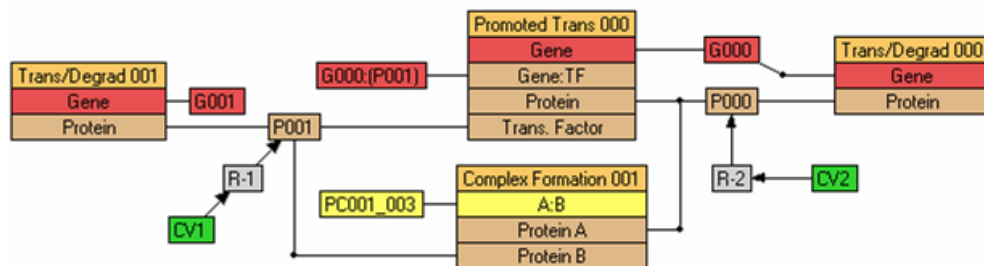 Trans/Degrad 001
Gene
Protein
G001
P001
R-1
CV1
G000:(P001)
Promoted Trans 000
Gene
Gene:TF
Protein
Trans. Factor
PC001_003
Complex Formation 001
A:B
Protein A
Protein B
G000
P000
R-2
CV2
Trans/Degrad 000
Gene
Protein